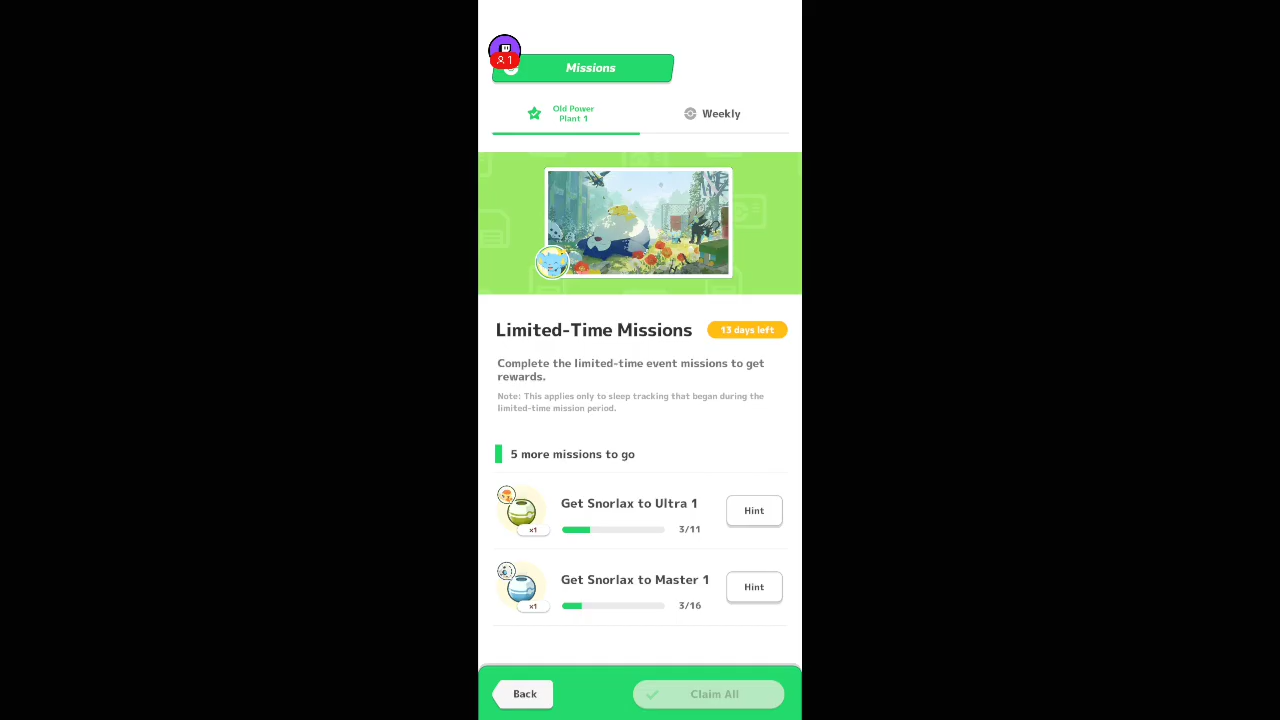 1
Missions
Old Power
Plant 1
Weekly
Limited-Time Missions
13 days left
Complete the limited-time event missions to get
rewards.
Note: This applies only to sleep tracking that began during the
limited-time mission period.
5 more missions to go
Get Snorlax to Ultra 1
Hint
x1
3/11
Get Snorlax to Master 1
Hint
x1
3/16
Back
Claim All